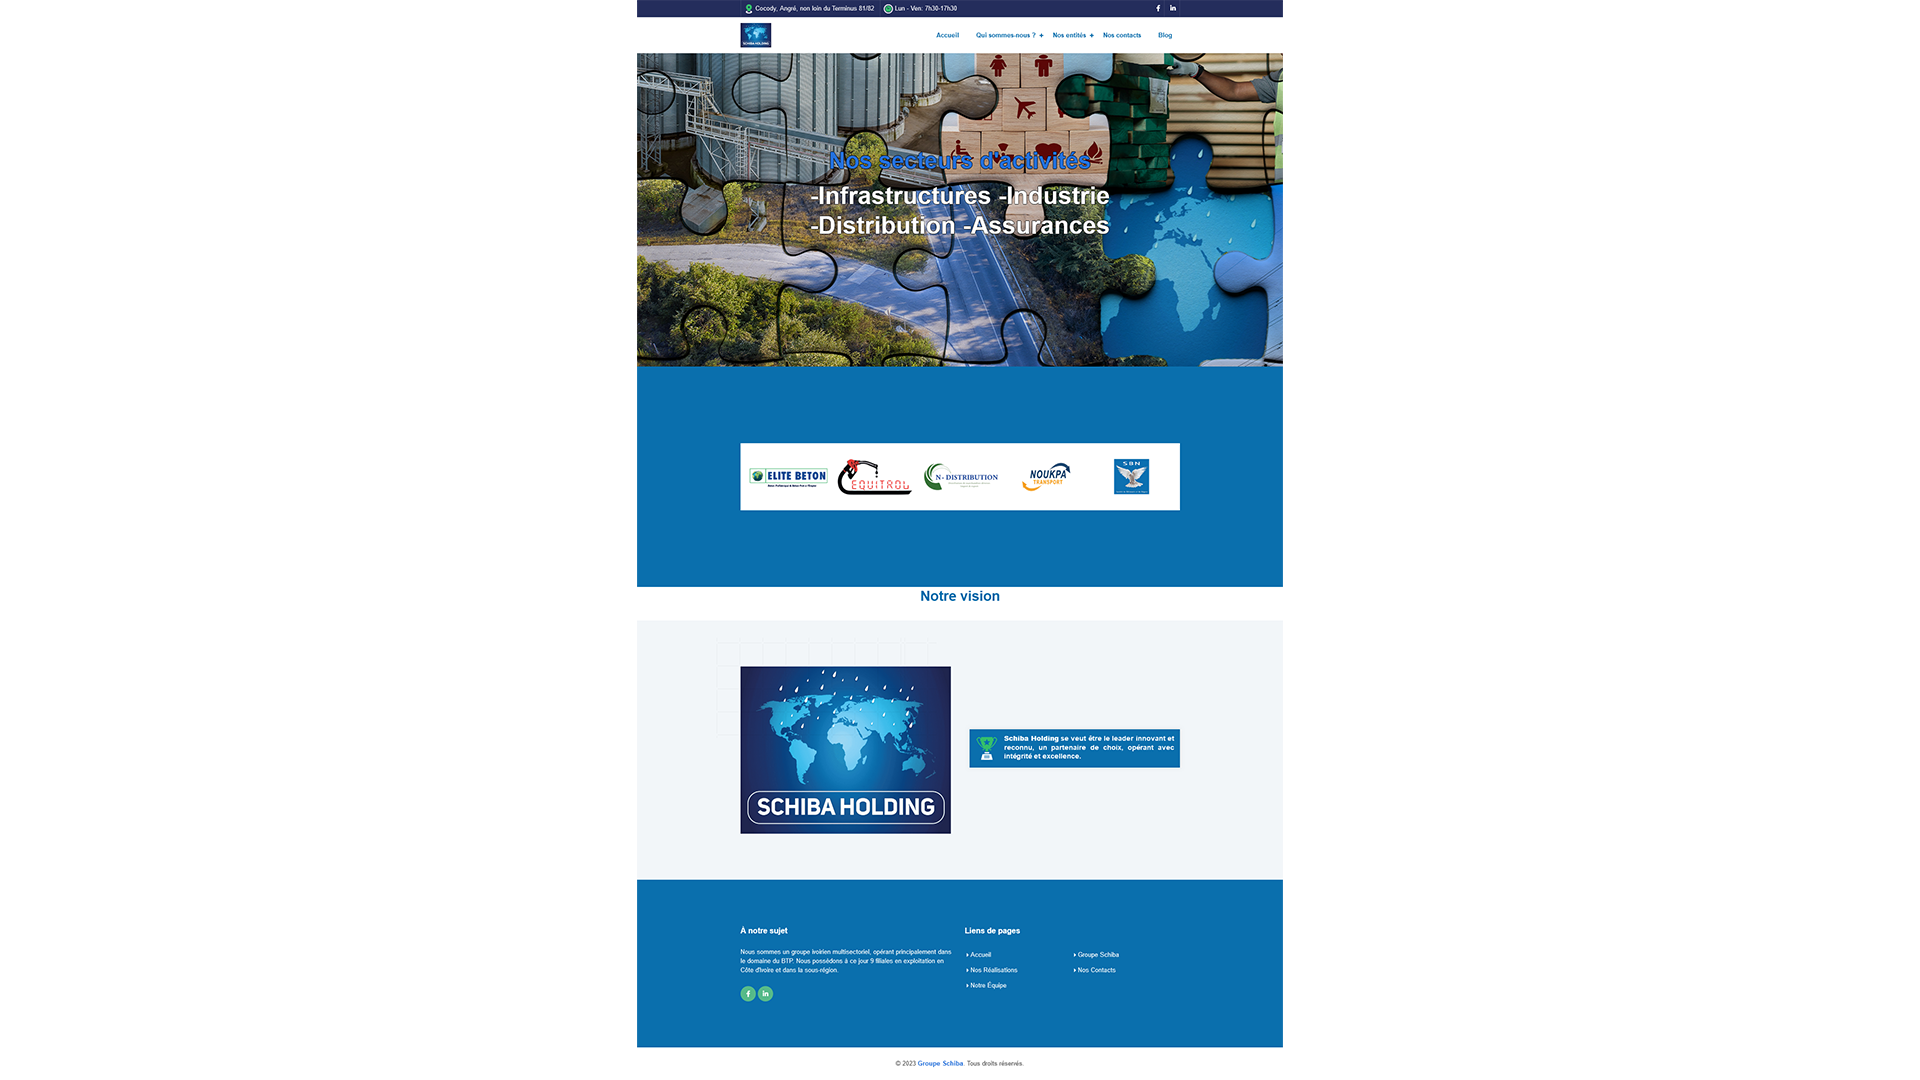 Cocody, Angré, non loin du Terminus 81/82
Lun - Ven: 7h30-17h30
SCHIBA HOLDING
Accueil
Qui sommes-nous ? +
Nos entités +
Nos contacts
Blog
Nos secteurs d'activités
-Infrastructures -Industrie
-Distribution -Assurances
ELITE BETON
EQUITROL
N- DISTRIBUTION
NOUKPA
TRANSPORT
SBN
Notre vision
SCHIBA HOLDING
Schiba Holding se veut être le leader innovant et
reconnu, un partenaire de choix, opérant avec
intégrité et excellence.
À notre sujet
Nous sommes un groupe ivoirien multisectoriel, opérant principalement dans
le domaine du BTP. Nous possédons à ce jour 9 filiales en exploitation en
Côte d'Ivoire et dans la sous-région.
Liens de pages
Accueil
Nos Réalisations
Notre Équipe
Groupe Schiba
Nos Contacts
© 2023 Groupe Schiba Tous droits réservés.